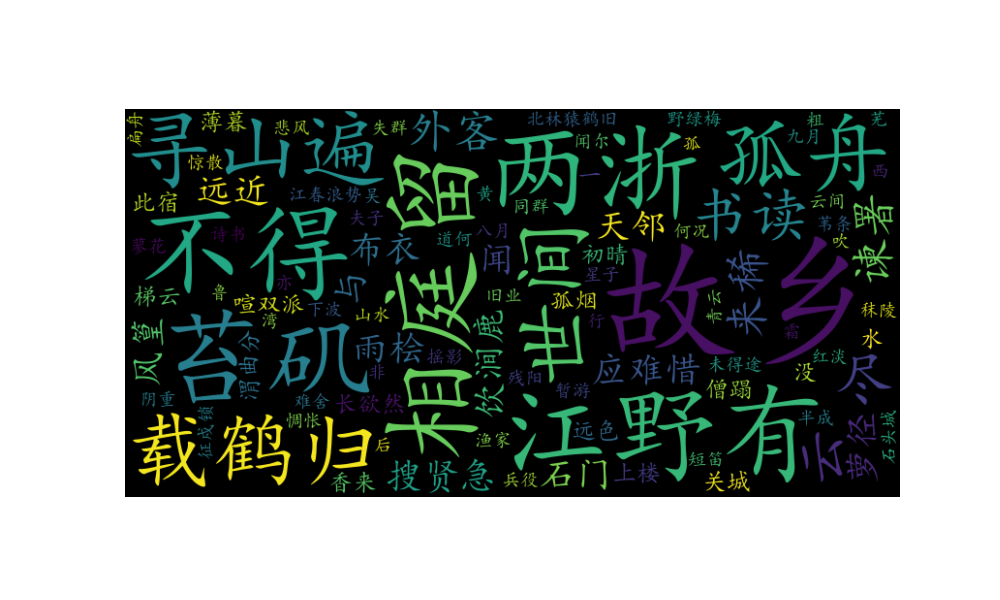 扁舟
寻山遍
薄暮
悲风
失群
外客
北林猿鹤旧
野绿梅
粗
芜
惊散
闻尔
孤
九月
孤舟
两浙
西
此宿
远近
江春浪势吴
留
黄
一
同群
天邻
何况
书读
云间
苇条
谏署
蓼花
不得
诗书
夫子
布衣
道何
八月
闻
世间
初晴
吹
故乡
来稀
梯云
鲁
亦
与
喧双派
湾
下波
山水
相庭
旧业
星子
孤烟
行
青云
霜
秣陵
水
风篁
苔矶
渭曲分
雨桧
非
摇影
饮涧鹿
残阳
暂游
应难惜
未得途
红淡
没
尽
阴重
难舍
长欲然
僧蹋
载鹤归
征戍顿
惆怅
后
渔家
江野有
远色
短笛
半成
云径
萝
石头城
香来
搜贤急
兵役
石门
上楼
关城